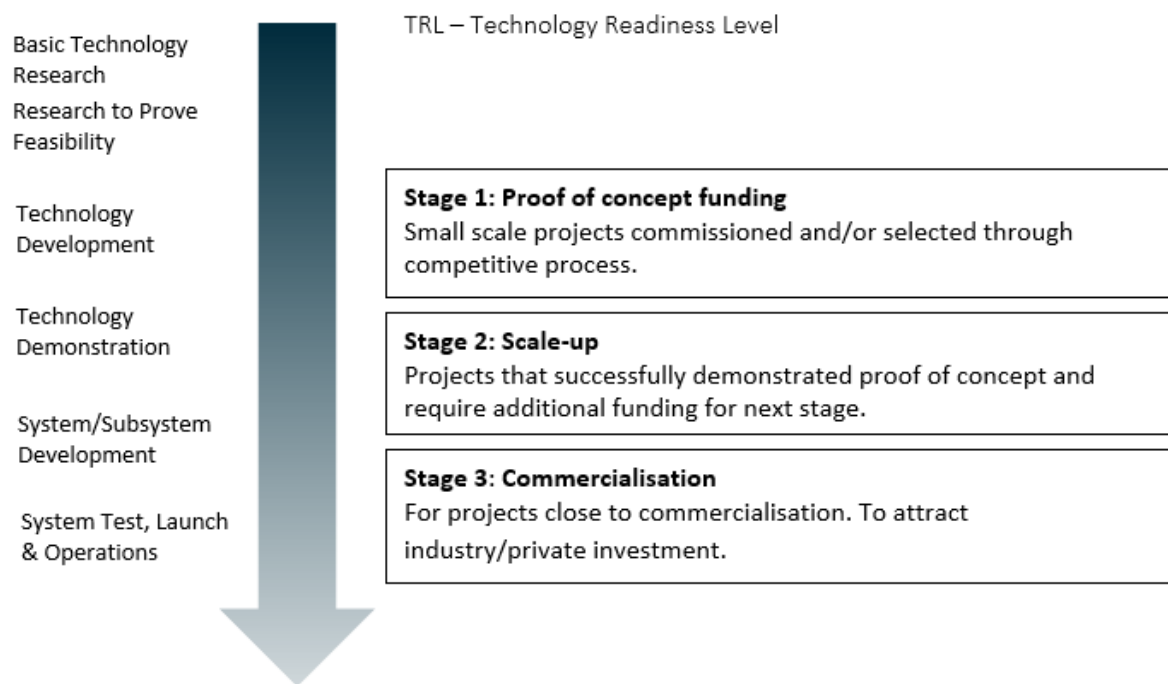 TRL – Technology Readiness Level
Basic Technology
Research
Research to Prove
Feasibility
Technology
Development
Technology
Demonstration
System/Subsystem
Development
System Test, Launch
& Operations
Stage 1: Proof of concept funding
Small scale projects commissioned and/or selected through
competitive process.
Stage 2: Scale-up
Projects that successfully demonstrated proof of concept and
require additional funding for next stage.
Stage 3: Commercialisation
For projects close to commercialisation. To attract
industry/private investment.